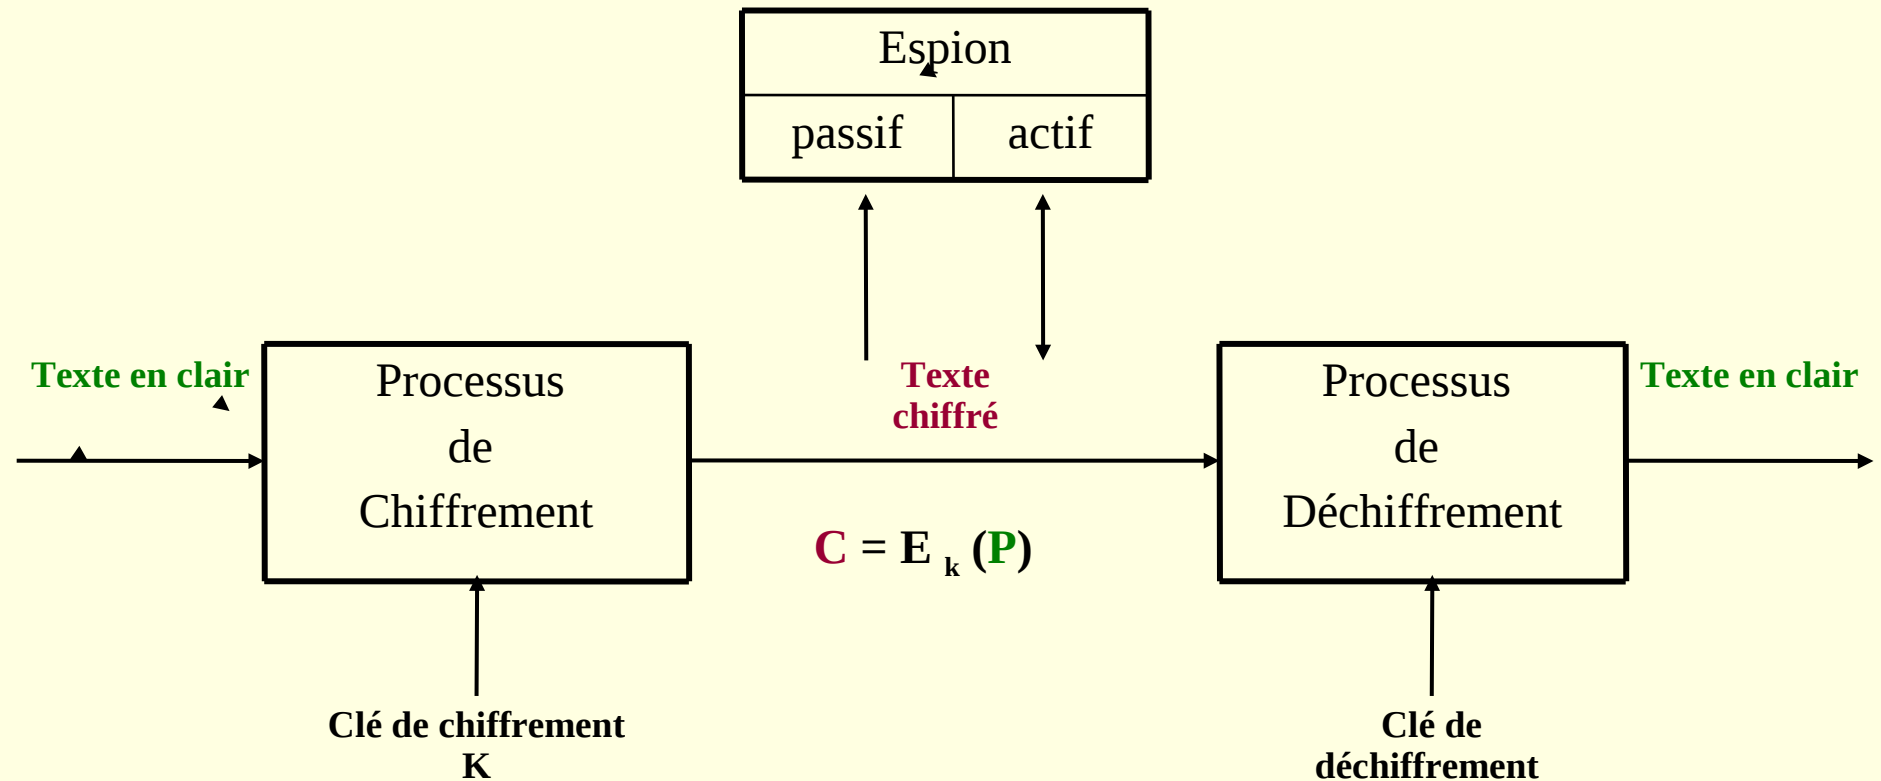 Espion
passif actif
Texte en clair
Processus
de
Chiffrement
Texte
chiffré
Processus
de
Déchiffrement
Texte en clair
C = E k (P)
Clé de chiffrement
K
Clé de
déchiffrement